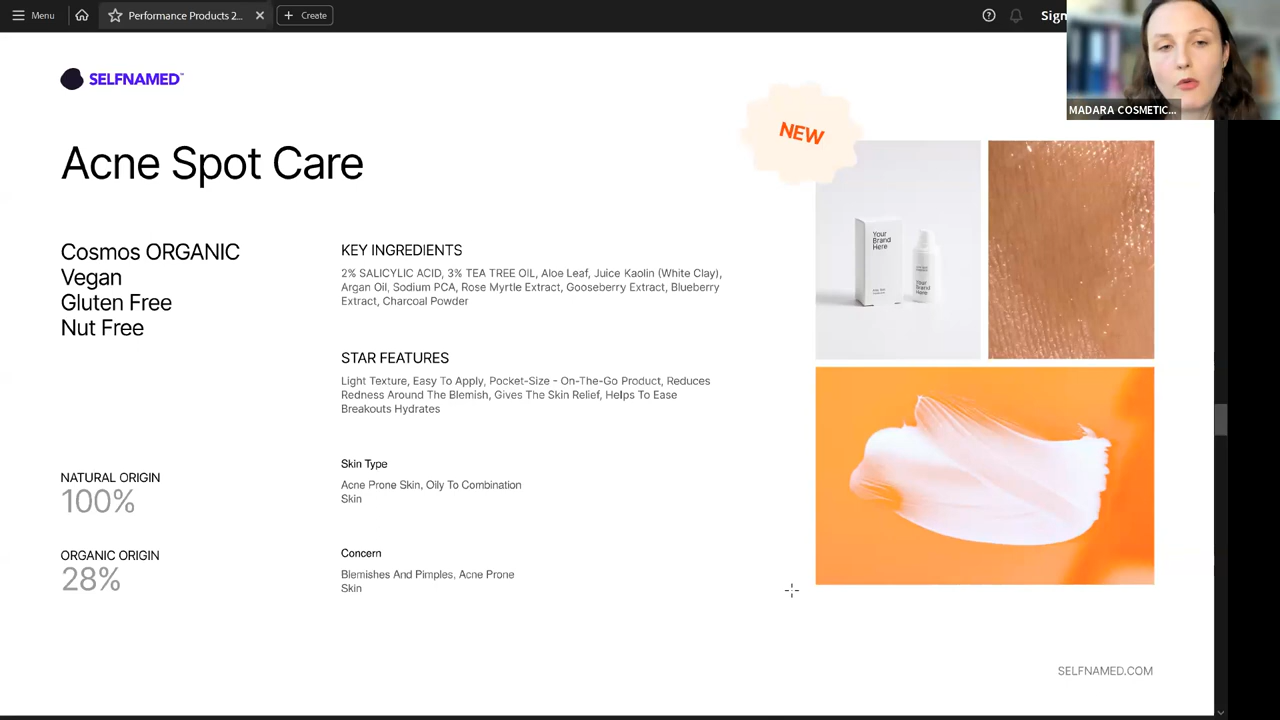 Menu
Performance Products 2...
Create
Sign
MADARA COSMETIC...
SELFNAMED™
NEW
Acne Spot Care
Cosmos ORGANIC
Vegan
Gluten Free
Nut Free
KEY INGREDIENTS
2% SALICYLIC ACID, 3% TEA TREE OIL, Aloe Leaf, Juice Kaolin (White Clay),
Argan Oil, Sodium PCA, Rose Myrtle Extract, Gooseberry Extract, Blueberry
Extract, Charcoal Powder
STAR FEATURES
Light Texture, Easy To Apply, Pocket-Size - On-The-Go Product, Reduces
Redness Around The Blemish, Gives The Skin Relief, Helps To Ease
Breakouts Hydrates
Skin Type
Acne Prone Skin, Oily To Combination
Skin
Concern
Blemishes And Pimples, Acne Prone
Skin
NATURAL ORIGIN
100%
ORGANIC ORIGIN
28%
Your
Brand
Here
Your
Brand
Here
SELFNAMED.COM